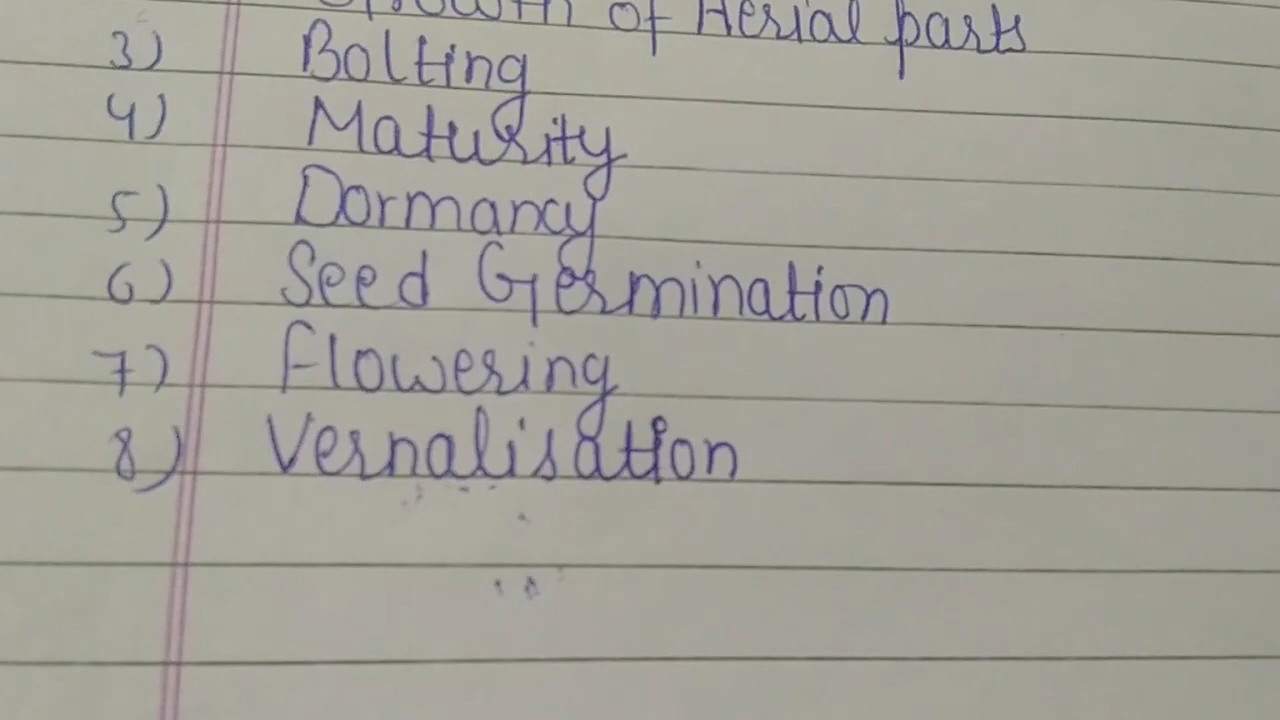 Growth of Aerial parts
3) Bolting
4) Maturity
5) Dormancy
6) Seed Germination
7) Flowering
8) Vernalisation